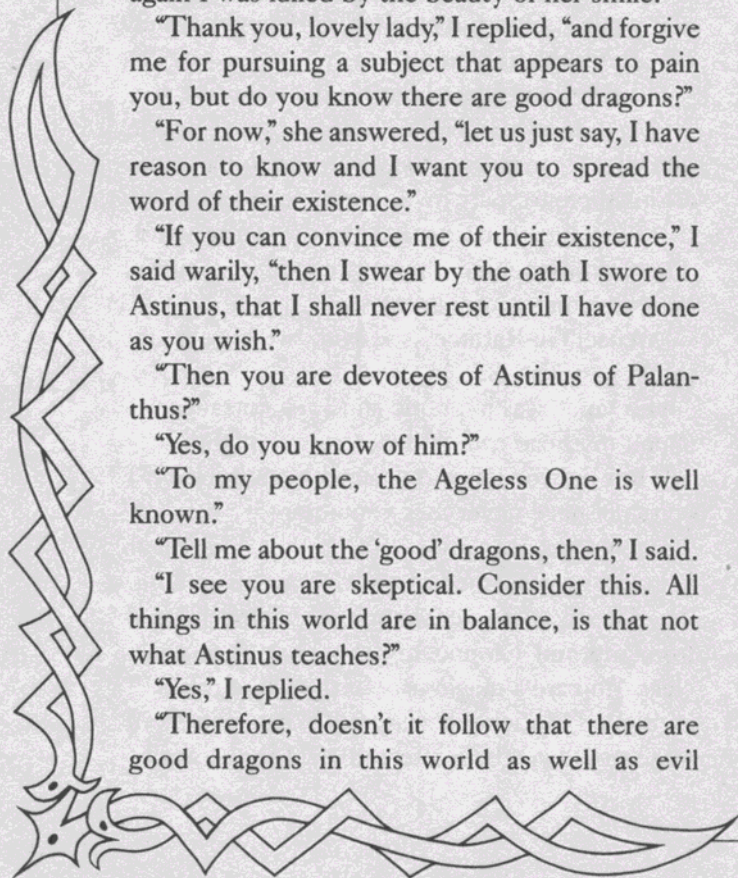 again I was lulled by the beauty of her smile.
“Thank you, lovely lady,” I replied, “and forgive
me for pursuing a subject that appears to pain
you, but do you know there are good dragons?”
“For now,” she answered, “let us just say, I have
reason to know and I want you to spread the
word of their existence.”
“If you can convince me of their existence,” I
said warily, “then I swear by the oath I swore to
Astinus, that I shall never rest until I have done
as you wish.”
“Then you are devotees of Astinus of Palan-
thus?”
“Yes, do you know of him?”
“To my people, the Ageless One is well
known.”
“Tell me about the ‘good’ dragons, then,” I said.
“I see you are skeptical. Consider this. All
things in this world are in balance, is that not
what Astinus teaches?”
“Yes,” I replied.
“Therefore, doesn't it follow that there are
good dragons in this world as well as evil